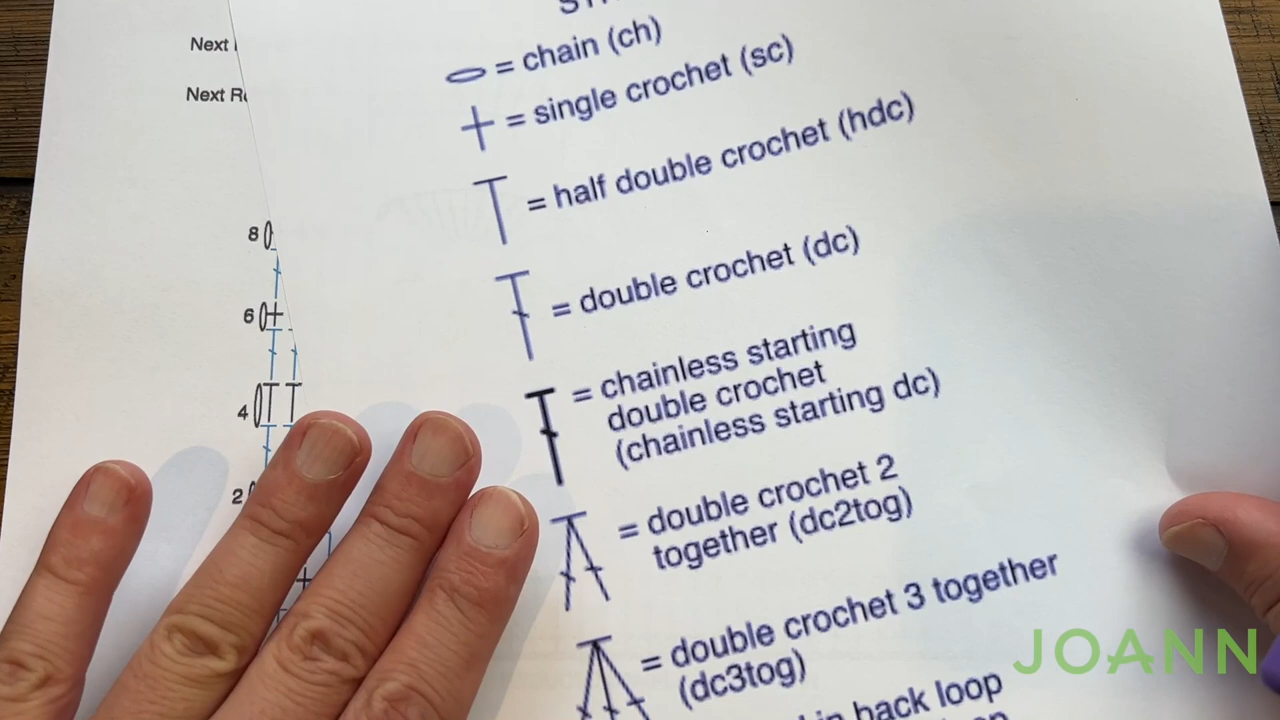 Next
Next
= chain (ch)
= single crochet (sc)
= half double crochet (hdc)
= double crochet (dc)
= chainless starting
double crochet
(chainless starting dc)
= double crochet 2
together (dc2tog)
= double crochet 3 together
(dc3tog)
in back loop
8
6
4
2
JOANN